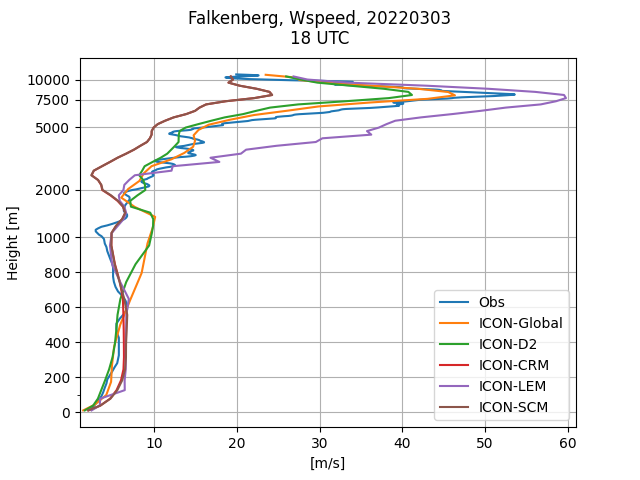 Falkenberg, Wspeed, 20220303
18 UTC
Height [m]
10000
7500
5000
2000
1000
800
600
400
200
0
10
20
30
40
50
60
[m/s]
Obs
ICON-Global
ICON-D2
ICON-CRM
ICON-LEM
ICON-SCM